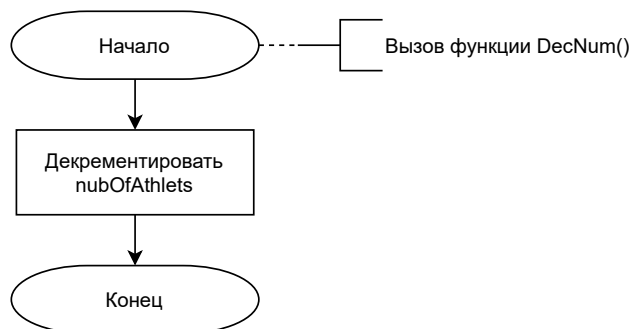 Начало
Вызов функции DecNum()
Декрементировать
nubOfAthlets
Конец